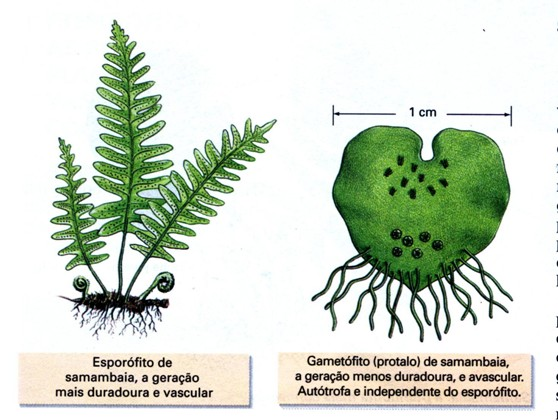 1 cm
Esporófito de
samambaia, a geração
mais duradoura e vascular
Gametófito (protalo) de samambaia,
a geração menos duradoura, e avascular.
Autótrofa e independente do esporófito.